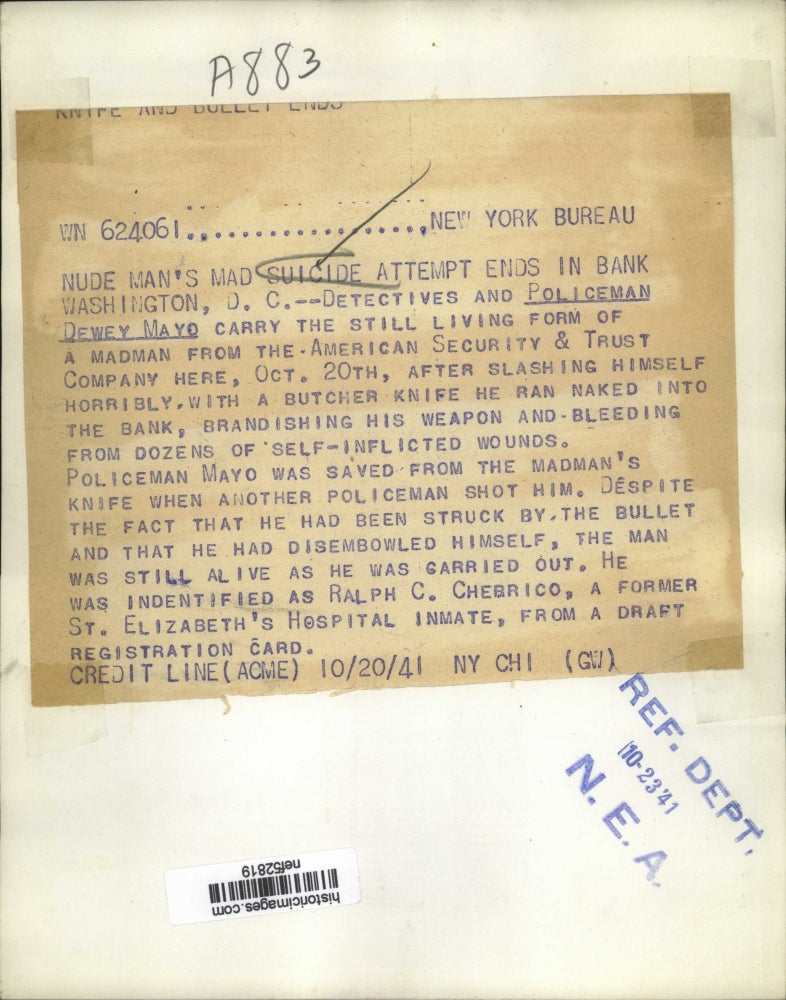 A883
KNIFE AND BULLET ENDS
WN 624061....................NEW YORK BUREAU
NUDE MAN'S MAD SUICIDE ATTEMPT ENDS IN BANK
WASHINGTON, D. C.--DETECTIVES AND POLICEMAN
DEWEY MAYO CARRY THE STILL LIVING FORM OF
A MADMAN FROM THE AMERICAN SECURITY & TRUST
COMPANY HERE, OCT. 20TH, AFTER SLASHING HIMSELF
HORRIBLY.WITH A BUTCHER KNIFE HE RAN NAKED INTO
THE BANK, BRANDISHING HIS WEAPON AND BLEEDING
FROM DOZENS OF SELF-INFLICTED WOUNDS.
POLICEMAN MAYO WAS SAVED FROM THE MADMAN'S
KNIFE WHEN ANOTHER POLICEMAN SHOT HIM. DESPITE
THE FACT THAT HE HAD BEEN STRUCK BY THE BULLET
AND THAT HE HAD DISEMBOWLED HIMSELF, THE MAN
WAS STILL ALIVE AS HE WAS CARRIED OUT. HE
WAS INDENTIFIED AS RALPH C. CHEBRICO, A FORMER
ST. ELIZABETH'S HOSPITAL INMATE, FROM A DRAFT
REGISTRATION CARD.
CREDIT LINE(ACME) 10/20/41 NY CHI (GW)
REF. DEPT.
10-23'41
N. E. A.
historicimages.com
nef52819